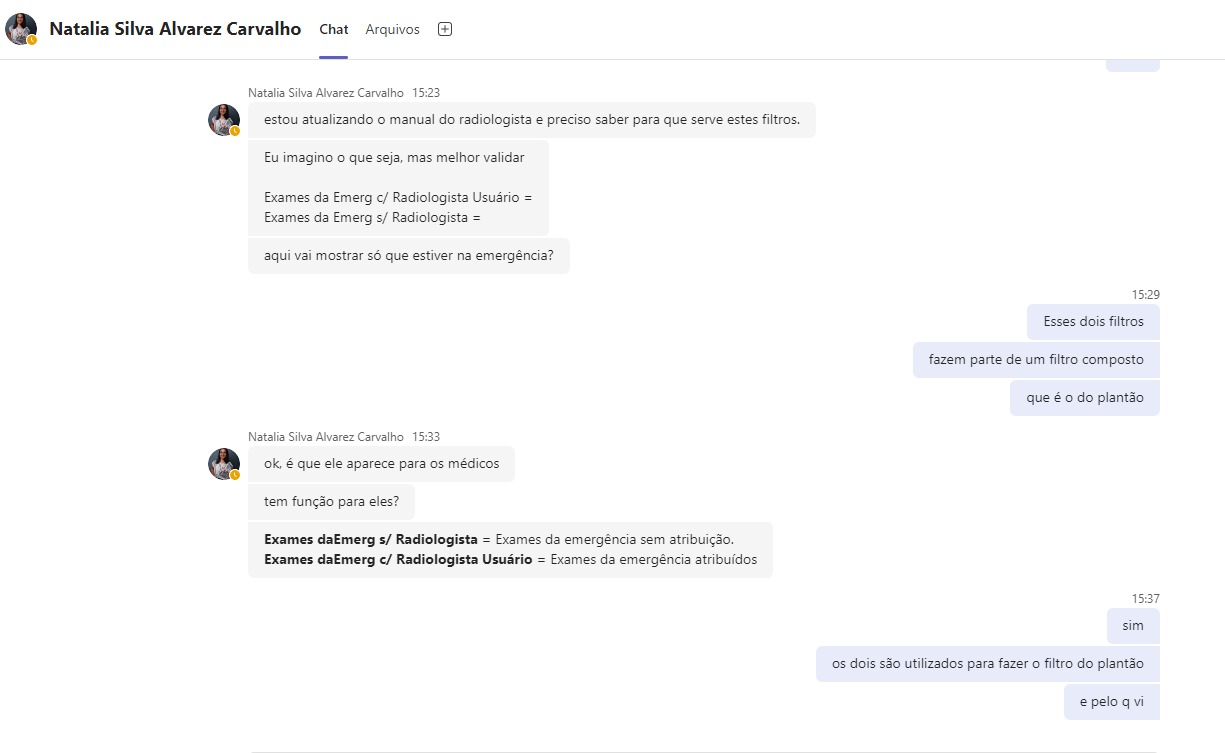 Natalia Silva Alvarez Carvalho Chat Arquivos
Natalia Silva Alvarez Carvalho 15:23
estou atualizando o manual do radiologista e preciso saber para que serve estes filtros.
Eu imagino o que seja, mas melhor validar
Exames da Emerg c/ Radiologista Usuário =
Exames da Emerg s/ Radiologista =
aqui vai mostrar só que estiver na emergência?
15:29
Esses dois filtros
fazem parte de um filtro composto
que é o do plantão
Natalia Silva Alvarez Carvalho 15:33
ok, é que ele aparece para os médicos
tem função para eles?
Exames daEmerg s/ Radiologista = Exames da emergência sem atribuição.
Exames daEmerg c/ Radiologista Usuário = Exames da emergência atribuídos
15:37
sim
os dois são utilizados para fazer o filtro do plantão
e pelo q vi